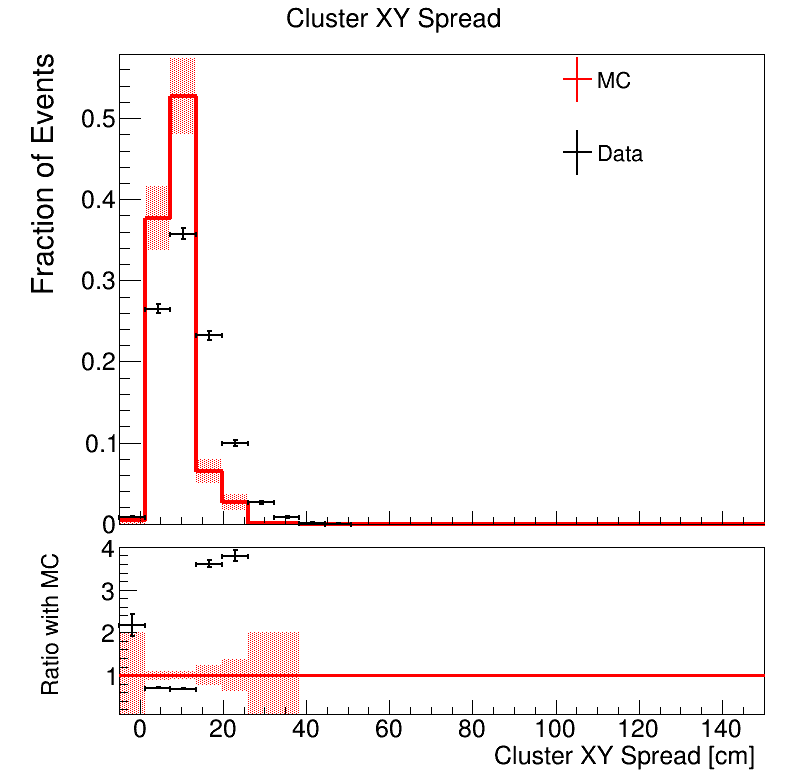 Cluster XY Spread
Fraction of Events
0.5
0.4
0.3
0.2
0.1
0
MC
Data
Ratio with MC
4
3
2
1
0 20 40 60 80 100 120 140
Cluster XY Spread [cm]